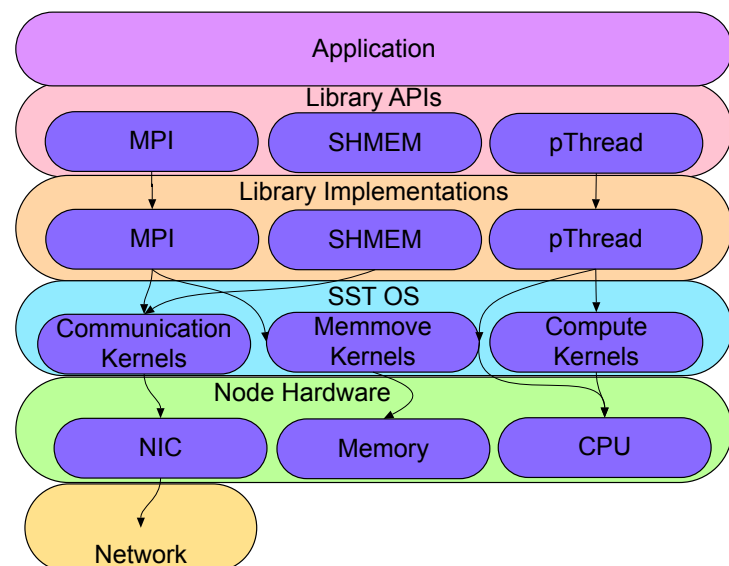 Application
Library APIs
MPI
SHMEM
pThread
Library Implementations
MPI
SHMEM
pThread
SST OS
Communication
Kernels
Memmove
Kernels
Compute
Kernels
Node Hardware
NIC
Memory
CPU
Network